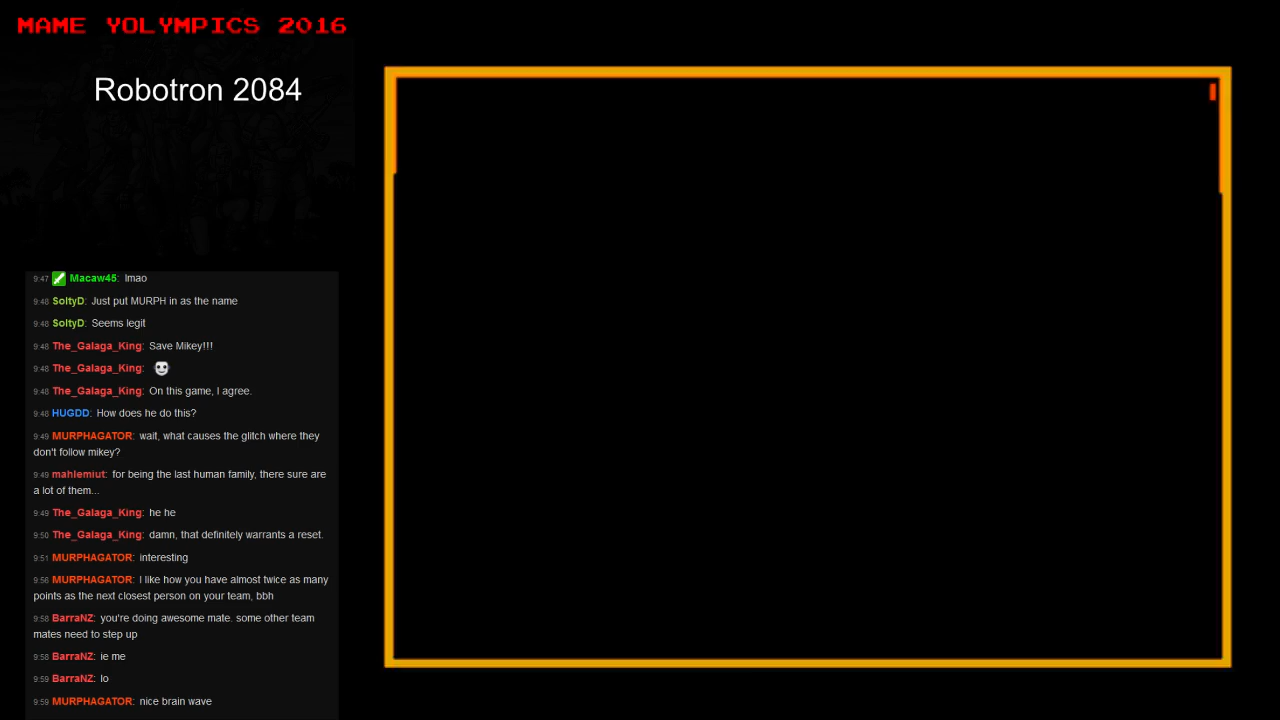 MAME YOLYMPICS 2016
Robotron 2084
9:47 Macaw45: lmao
9:48 SoltyD: Just put MURPH in as the name
9:48 SoltyD: Seems legit
9:48 The_Galaga_King: Save Mikey!!!
9:48 The_Galaga_King:
9:48 The_Galaga_King: On this game, I agree.
9:48 HUGDD: How does he do this?
9:49 MURPHAGATOR: wait, what causes the glitch where they
don't follow mikey?
9:49 mahlemiut: for being the last human family, there sure are
a lot of them...
9:49 The_Galaga_King: he he
9:50 The_Galaga_King: damn, that definitely warrants a reset.
9:51 MURPHAGATOR: interesting
9:56 MURPHAGATOR: I like how you have almost twice as many
points as the next closest person on your team, bbh
9:58 BarraNZ: you're doing awesome mate. some other team
mates need to step up
9:58 BarraNZ: ie me
9:59 BarraNZ: lo
9:59 MURPHAGATOR: nice brain wave